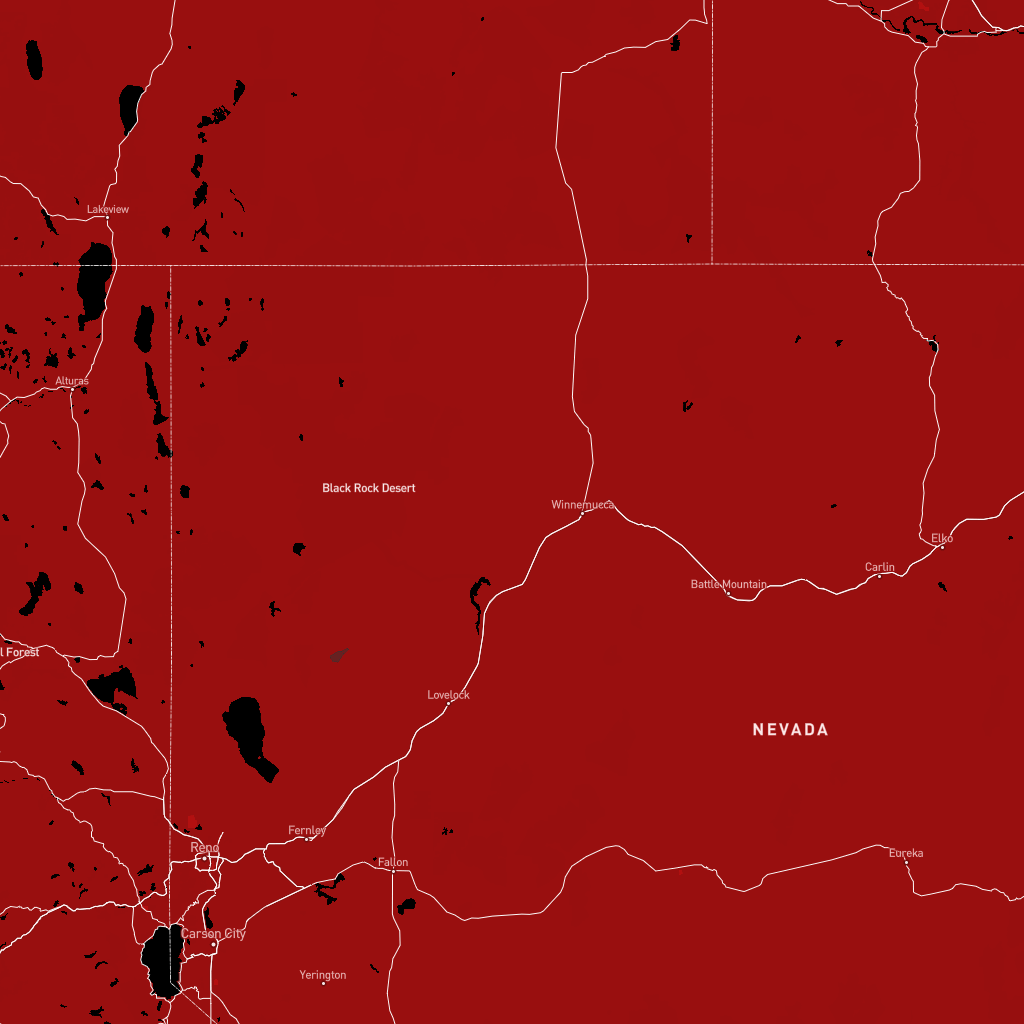 Lakeview
Alturas
Black Rock Desert
Winnemucca
Elko
Carlin
Battle Mountain
l Forest
Lovelock
NEVADA
Fernley
Reno
Fallon
Eureka
Carson City
Yerington